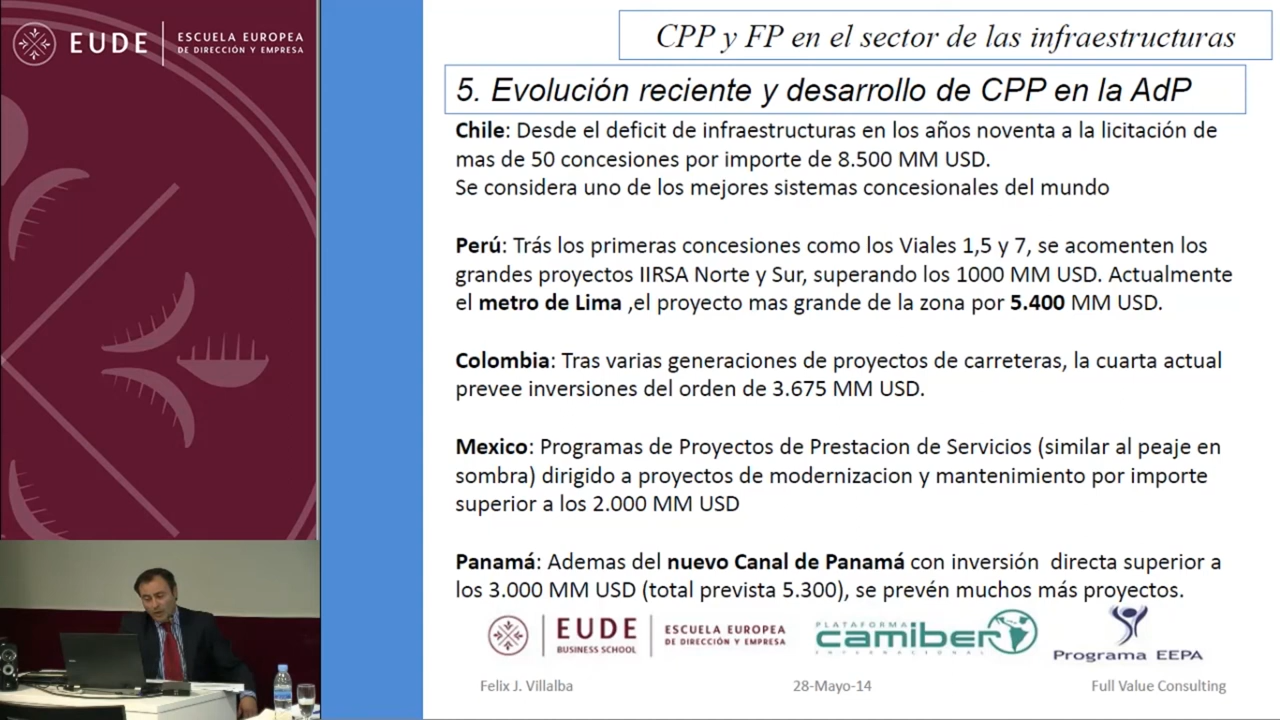 EUDE
ESCUELA EUROPEA
DE DIRECCIÓN Y EMPRESA
CPP y FP en el sector de las infraestructuras
5. Evolución reciente y desarrollo de CPP en la AdP
Chile: Desde el deficit de infraestructuras en los años noventa a la licitación de
mas de 50 concesiones por importe de 8.500 MM USD.
Se considera uno de los mejores sistemas concesionales del mundo
Perú: Trás los primeras concesiones como los Viales 1,5 y 7, se acomenten los
grandes proyectos IIRSA Norte y Sur, superando los 1000 MM USD. Actualmente
el metro de Lima ,el proyecto mas grande de la zona por 5.400 MM USD.
Colombia: Tras varias generaciones de proyectos de carreteras, la cuarta actual
prevee inversiones del orden de 3.675 MM USD.
Mexico: Programas de Proyectos de Prestacion de Servicios (similar al peaje en
sombra) dirigido a proyectos de modernizacion y mantenimiento por importe
superior a los 2.000 MM USD
Panamá: Ademas del nuevo Canal de Panamá con inversión directa superior a
los 3.000 MM USD (total prevista 5.300), se prevén muchos más proyectos.
EUDE
BUSINESS SCHOOL
ESCUELA EUROPEA
DE DIRECCIÓN Y EMPRESA
PLATAFORMA
camiber
INTERNACIONAL
Programa EEPA
Felix J. Villalba
28-Mayo-14
Full Value Consulting